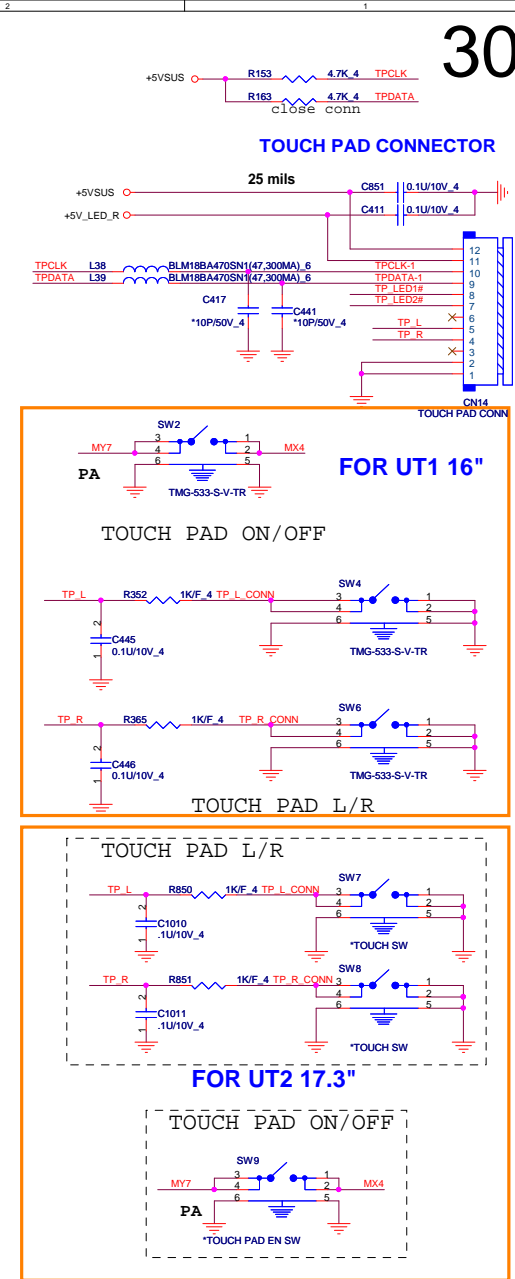 2 1
30
+5VSUS R153 4.7K_4 TPCLK
R163 4.7K_4 TPDATA
close conn
TOUCH PAD CONNECTOR
25 mils
+5VSUS C851 0.1U/10V_4
+5V_LED_R C411 0.1U/10V_4
12
11
TPCLK L38 BLM18BA470SN1(47,300MA)_6 TPCLK-1 10
TPDATA L39 BLM18BA470SN1(47,300MA)_6 TPDATA-1 9
TP_LED1# 8
TP_LED2# 7
6
TP_L 5
TP_R 4
3
2
1
C417 *10P/50V_4
C441 *10P/50V_4
CN14
TOUCH PAD CONN
SW2
3 1
MY7 4 2 MX4
6 5
PA
TMG-533-S-V-TR
FOR UT1 16"
TOUCH PAD ON/OFF
SW4
TP_L R352 1K/F_4 TP_L_CONN 3 1
4 2
6 5
2
C445
0.1U/10V_4
1
TMG-533-S-V-TR
SW6
TP_R R365 1K/F_4 TP_R_CONN 3 1
4 2
6 5
2
C446
0.1U/10V_4
1
TMG-533-S-V-TR
TOUCH PAD L/R
TOUCH PAD L/R
SW7
TP_L R850 1K/F_4 TP_L_CONN 3 1
4 2
6 5
2
C1010
.1U/10V_4
1
*TOUCH SW
SW8
TP_R R851 1K/F_4 TP_R_CONN 3 1
4 2
6 5
2
C1011
.1U/10V_4
1
*TOUCH SW
FOR UT2 17.3"
TOUCH PAD ON/OFF
SW9
3 1
MY7 4 2 MX4
6 5
PA
*TOUCH PAD EN SW